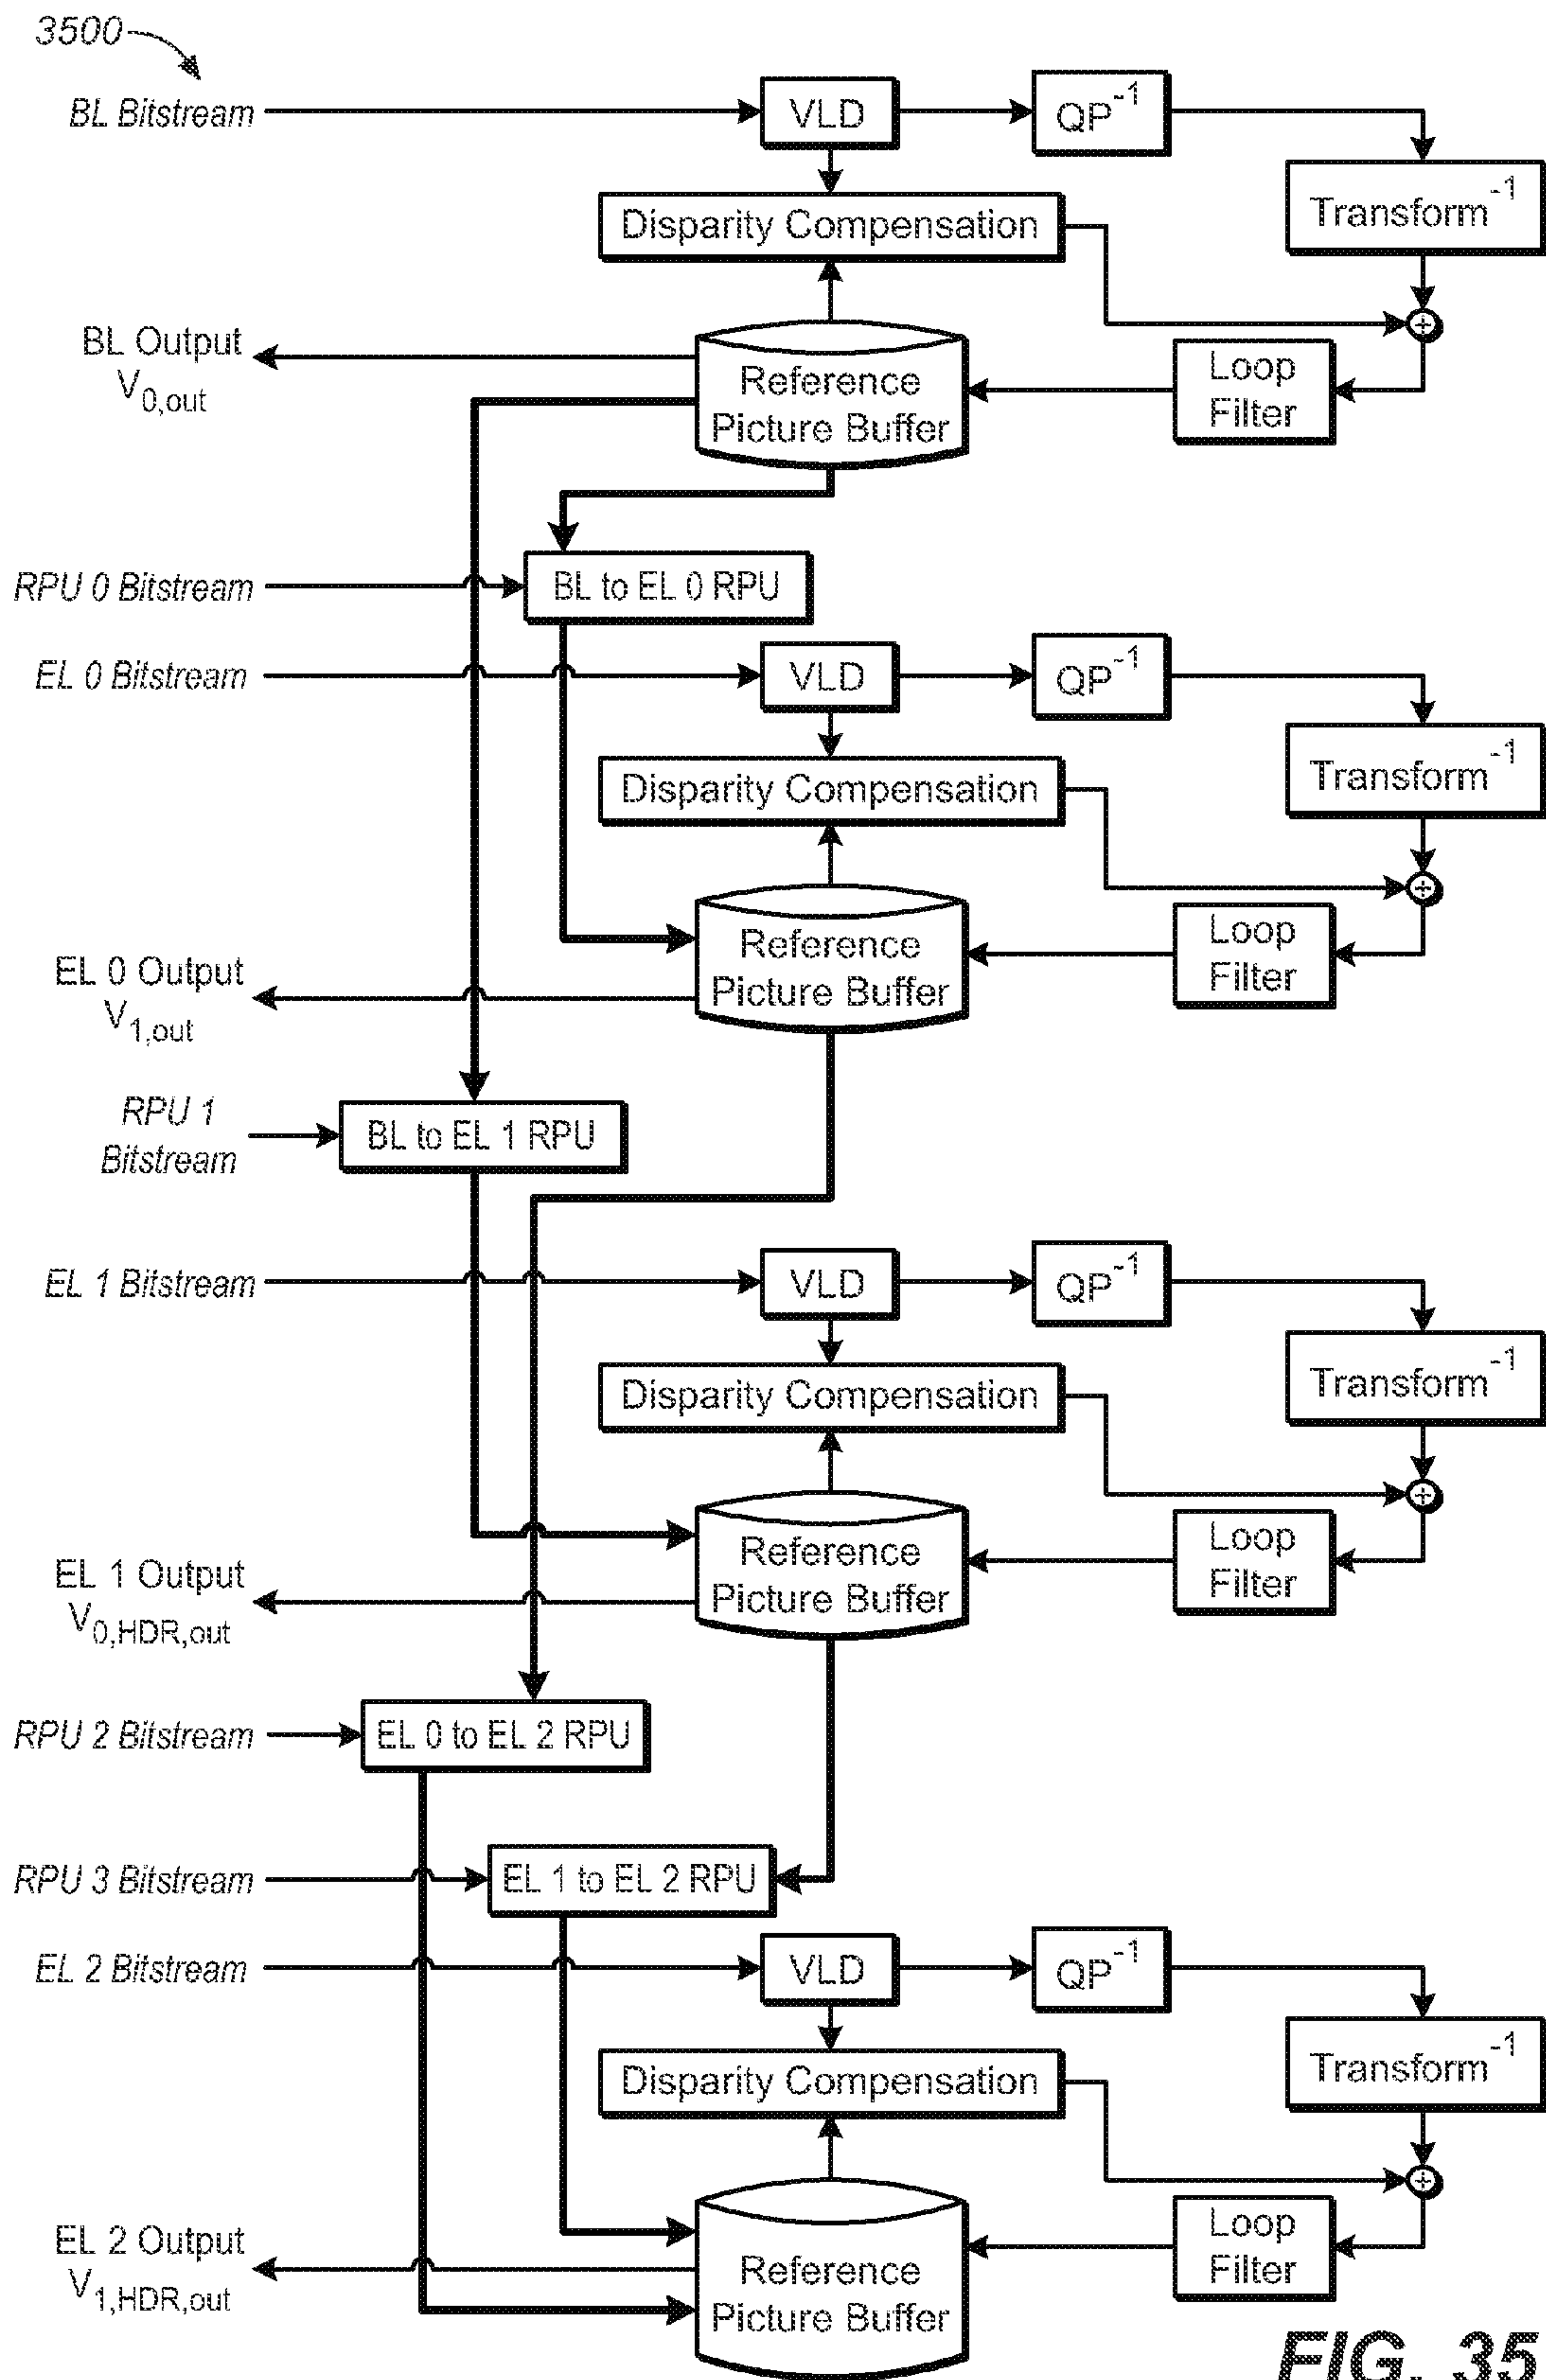 3500
BL Bitstream
VLD
QP-1
Transform-1
Disparity Compensation
BL Output
V0,out
Reference
Picture Buffer
Loop
Filter
RPU 0 Bitstream
BL to EL 0 RPU
EL 0 Bitstream
VLD
QP-1
Transform-1
Disparity Compensation
Reference
Picture Buffer
Loop
Filter
EL 0 Output
V1,out
RPU 1
Bitstream
BL to EL 1 RPU
EL 1 Bitstream
VLD
QP-1
Transform-1
Disparity Compensation
Reference
Picture Buffer
Loop
Filter
EL 1 Output
V0,HDR,out
RPU 2 Bitstream
EL 0 to EL 2 RPU
RPU 3 Bitstream
EL 1 to EL 2 RPU
EL 2 Bitstream
VLD
QP-1
Transform-1
Disparity Compensation
EL 2 Output
V1,HDR,out
Reference
Picture Buffer
Loop
Filter
FIG. 35